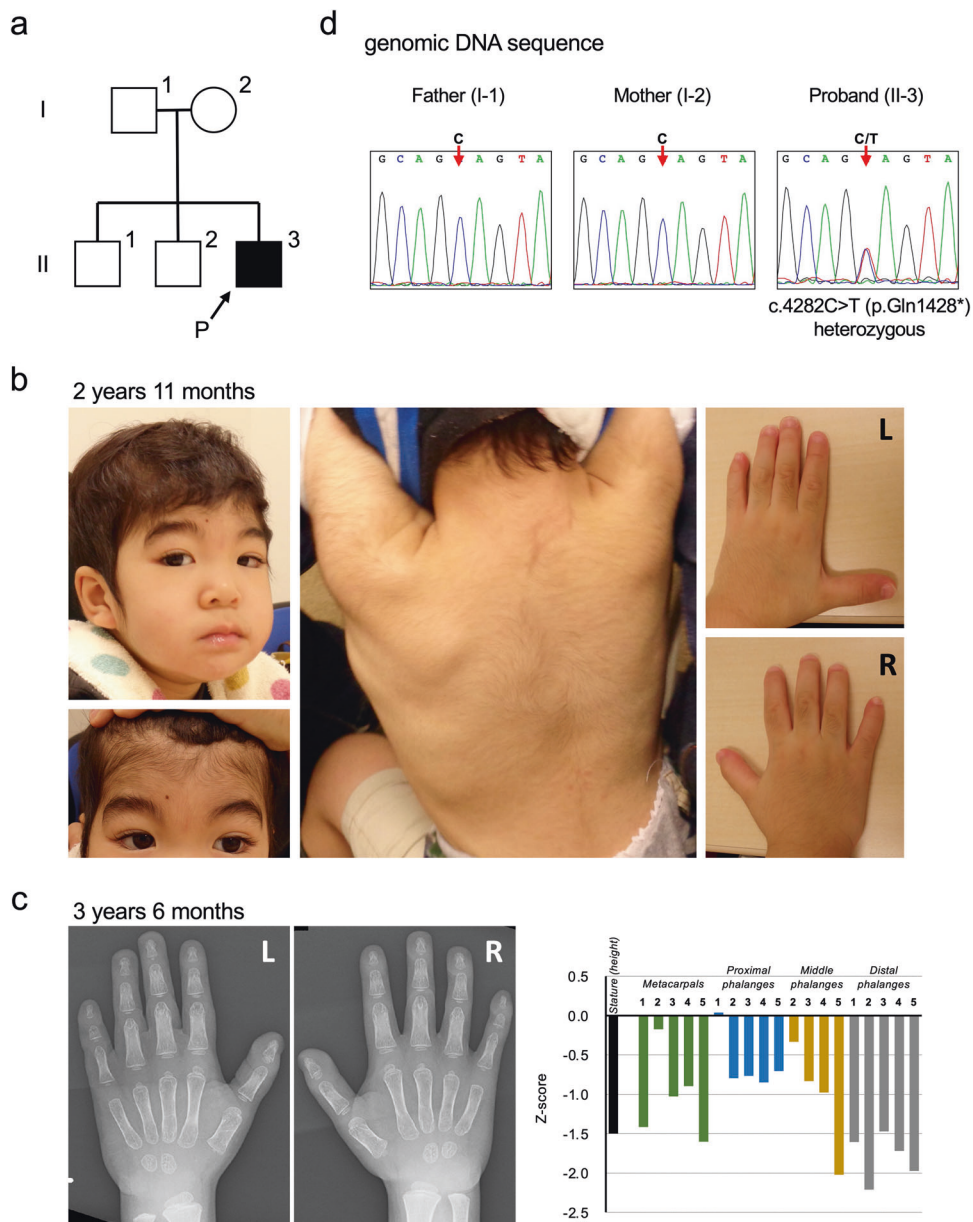 a
1
2
I
1
2
3
II
P
d
genomic DNA sequence
Father (I-1)
Mother (I-2)
Proband (II-3)
C
G C A G A G T A
C
G C A G A G T A
C/T
G C A G A G T A
c.4282C>T (p.Gln1428*)
heterozygous
b
2 years 11 months
L
R
c
3 years 6 months
L
R
Stature (height)
Metacarpals
Proximal
phalanges
Middle
phalanges
Distal
phalanges
1 2 3 4 5 1 2 3 4 5 2 3 4 5 1 2 3 4 5
Z-score
0.5
0.0
-0.5
-1.0
-1.5
-2.0
-2.5